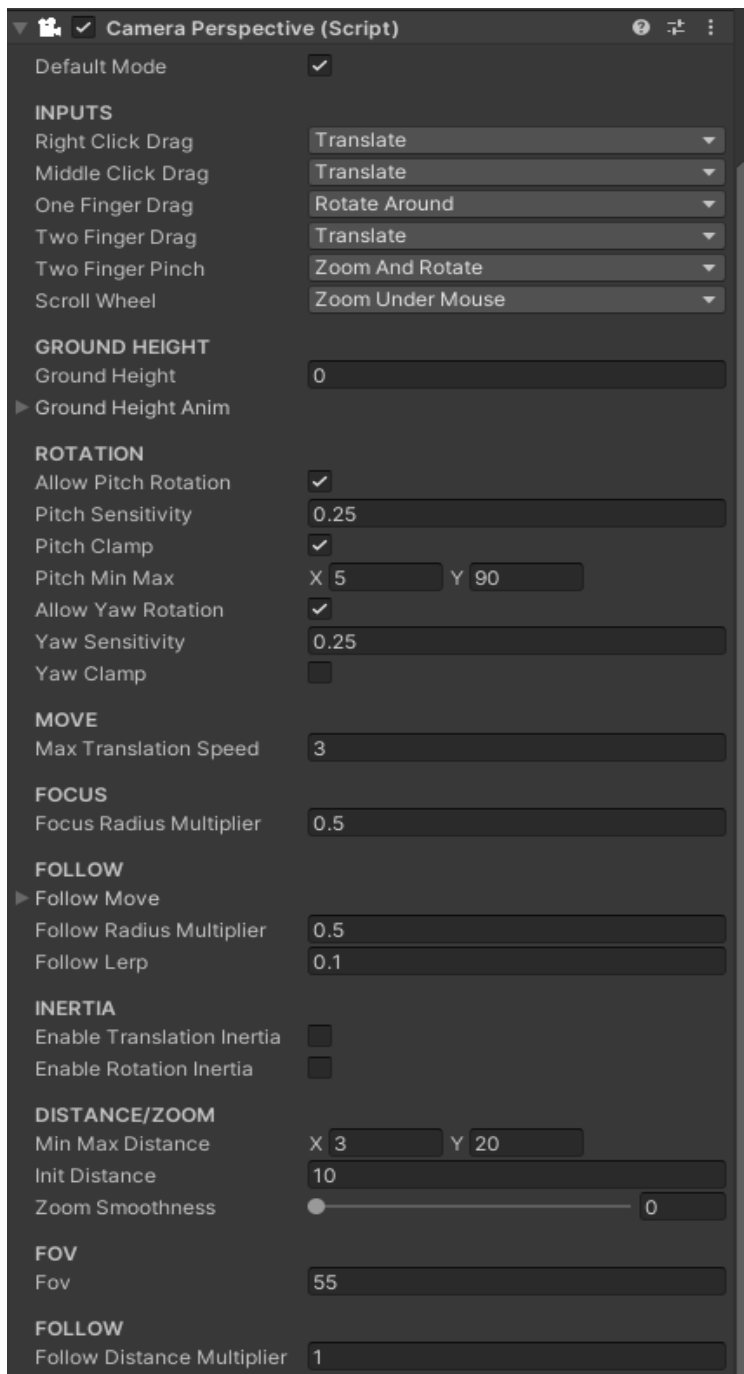 Camera Perspective (Script)
Default Mode
INPUTS
Right Click Drag Translate
Middle Click Drag Translate
One Finger Drag Rotate Around
Two Finger Drag Translate
Two Finger Pinch Zoom And Rotate
Scroll Wheel Zoom Under Mouse
GROUND HEIGHT
Ground Height 0
Ground Height Anim
ROTATION
Allow Pitch Rotation
Pitch Sensitivity 0.25
Pitch Clamp
Pitch Min Max X 5 Y 90
Allow Yaw Rotation
Yaw Sensitivity 0.25
Yaw Clamp
MOVE
Max Translation Speed 3
FOCUS
Focus Radius Multiplier 0.5
FOLLOW
Follow Move
Follow Radius Multiplier 0.5
Follow Lerp 0.1
INERTIA
Enable Translation Inertia
Enable Rotation Inertia
DISTANCE/ZOOM
Min Max Distance X 3 Y 20
Init Distance 10
Zoom Smoothness 0
FOV
Fov 55
FOLLOW
Follow Distance Multiplier 1